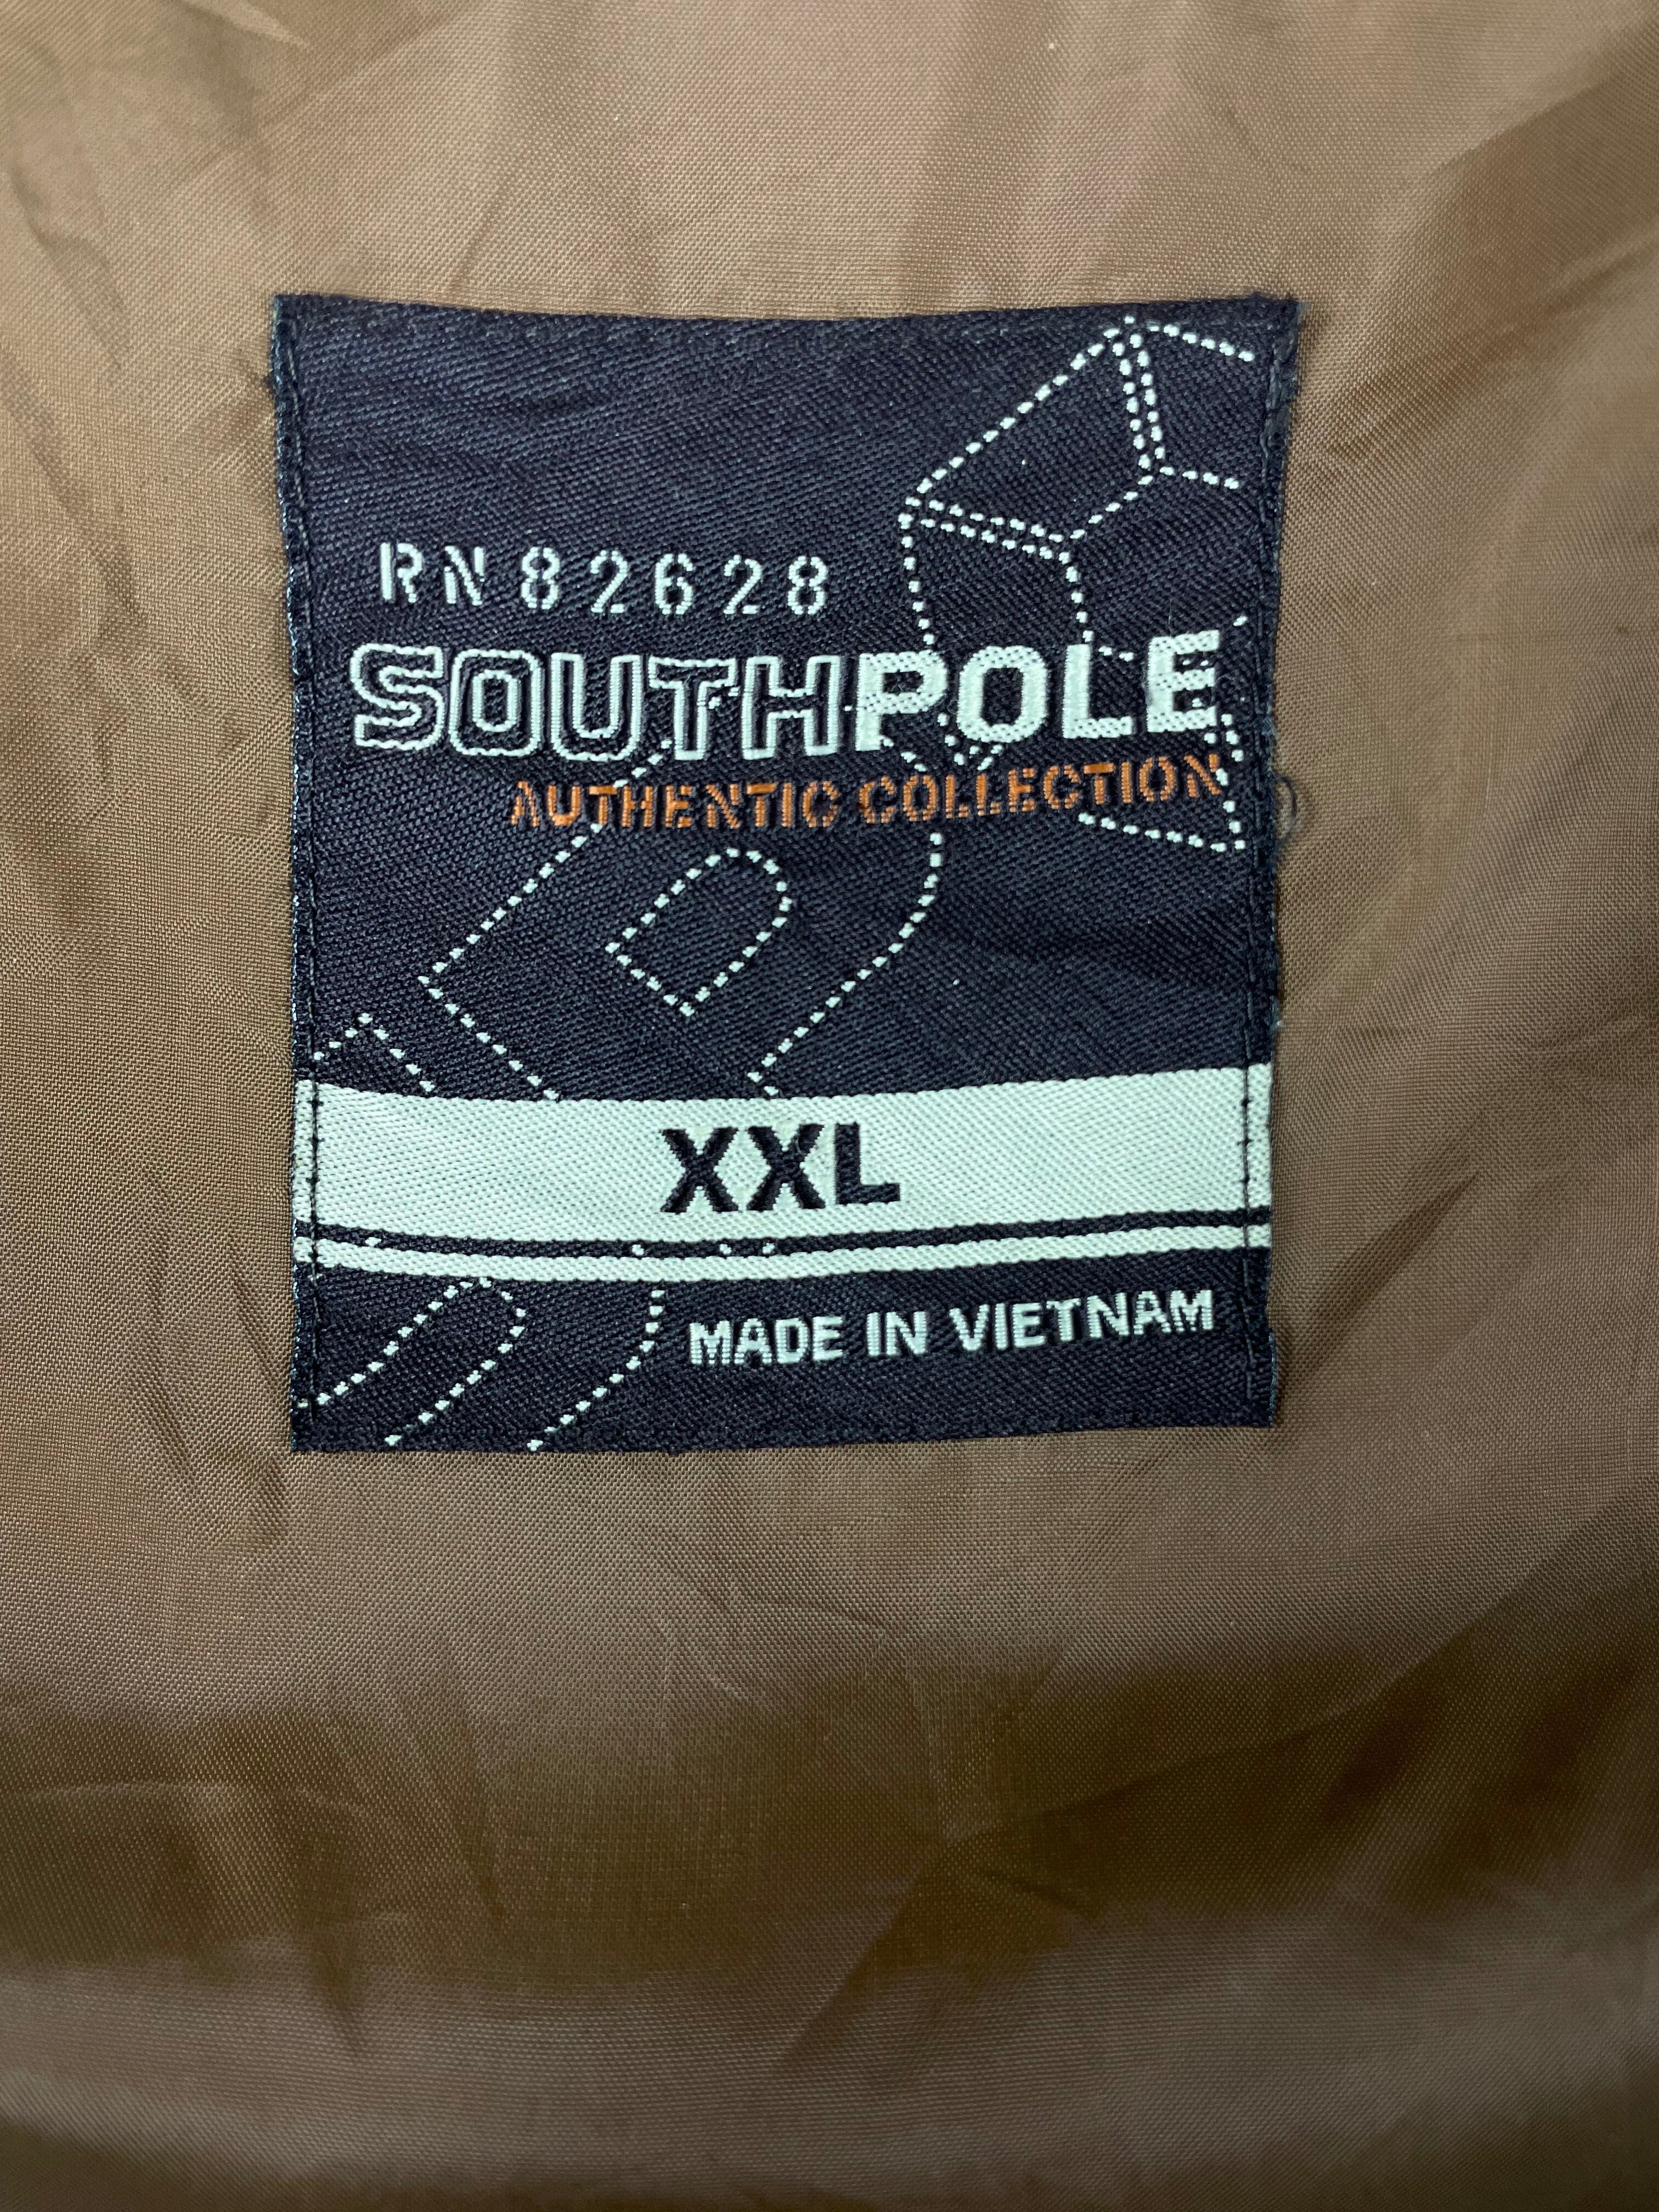 RN 82628
SOUTHPOLE
AUTHENTIC COLLECTION
XXL
MADE IN VIETNAM